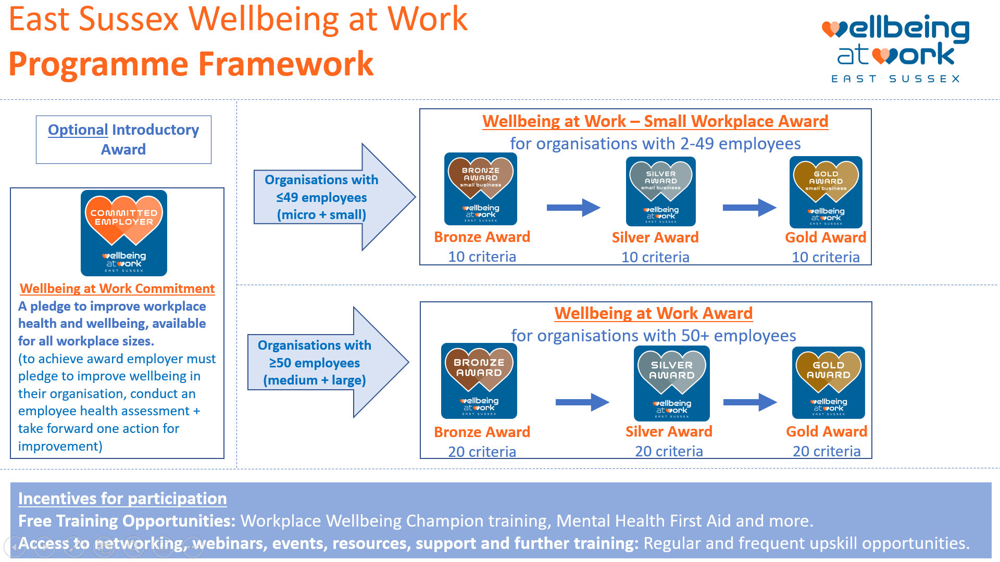 East Sussex Wellbeing at Work
Programme Framework
wellbeing
at work
EAST SUSSEX
Optional Introductory
Award
COMMITTED
EMPLOYER
wellbeing
at work
EAST SUSSEX
Wellbeing at Work Commitment
A pledge to improve workplace
health and wellbeing, available
for all workplace sizes.
(to achieve award employer must
pledge to improve wellbeing in
their organisation, conduct an
employee health assessment +
take forward one action for
improvement)
Organisations with
≤49 employees
(micro + small)
Wellbeing at Work – Small Workplace Award
for organisations with 2-49 employees
BRONZE
AWARD
small business
wellbeing
at work
EAST SUSSEX
Bronze Award
10 criteria
SILVER
AWARD
small business
wellbeing
at work
EAST SUSSEX
Silver Award
10 criteria
GOLD
AWARD
small business
wellbeing
at work
EAST SUSSEX
Gold Award
10 criteria
Organisations with
≥50 employees
(medium + large)
Wellbeing at Work Award
for organisations with 50+ employees
BRONZE
AWARD
wellbeing
at work
EAST SUSSEX
Bronze Award
20 criteria
SILVER
AWARD
wellbeing
at work
EAST SUSSEX
Silver Award
20 criteria
GOLD
AWARD
wellbeing
at work
EAST SUSSEX
Gold Award
20 criteria
Incentives for participation
Free Training Opportunities: Workplace Wellbeing Champion training, Mental Health First Aid and more.
Access to networking, webinars, events, resources, support and further training: Regular and frequent upskill opportunities.